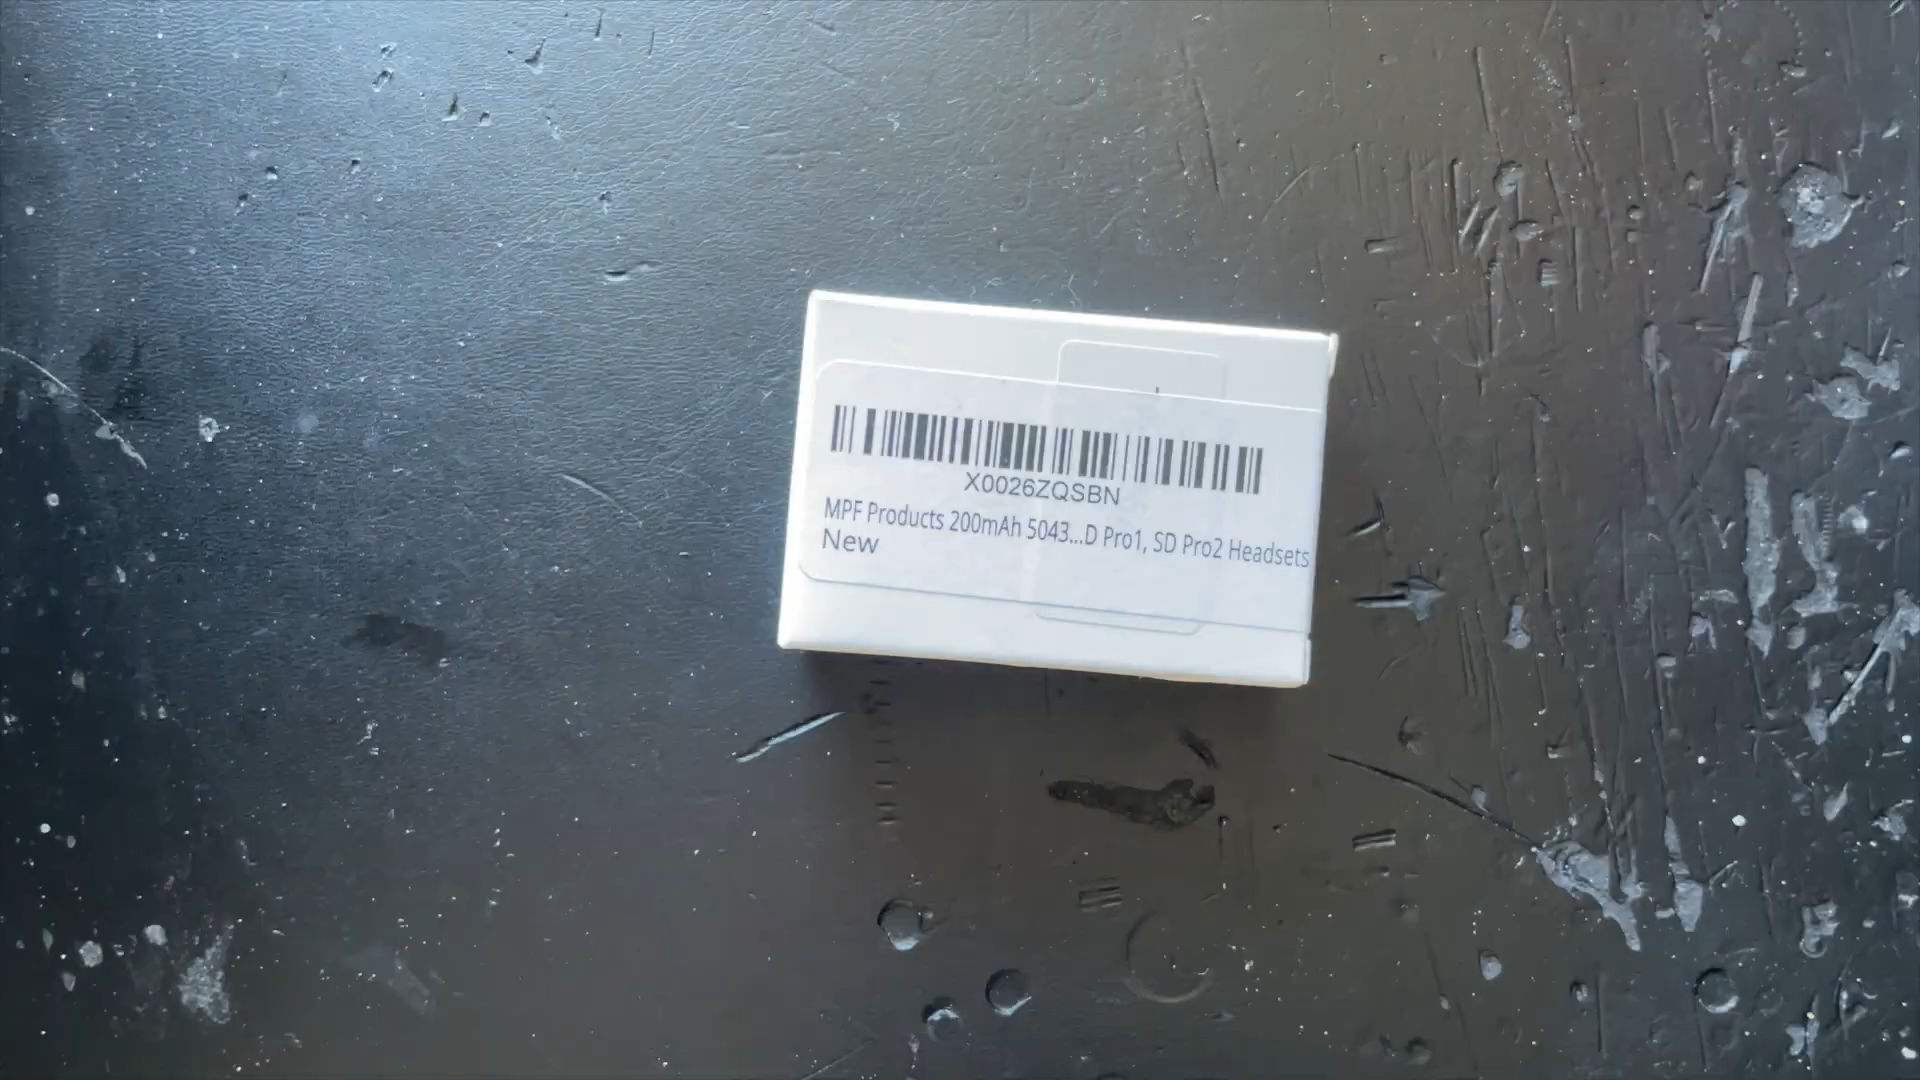 X0026ZQSBN
MPF Products 200mAh 5043...D Pro1, SD Pro2 Headsets
New